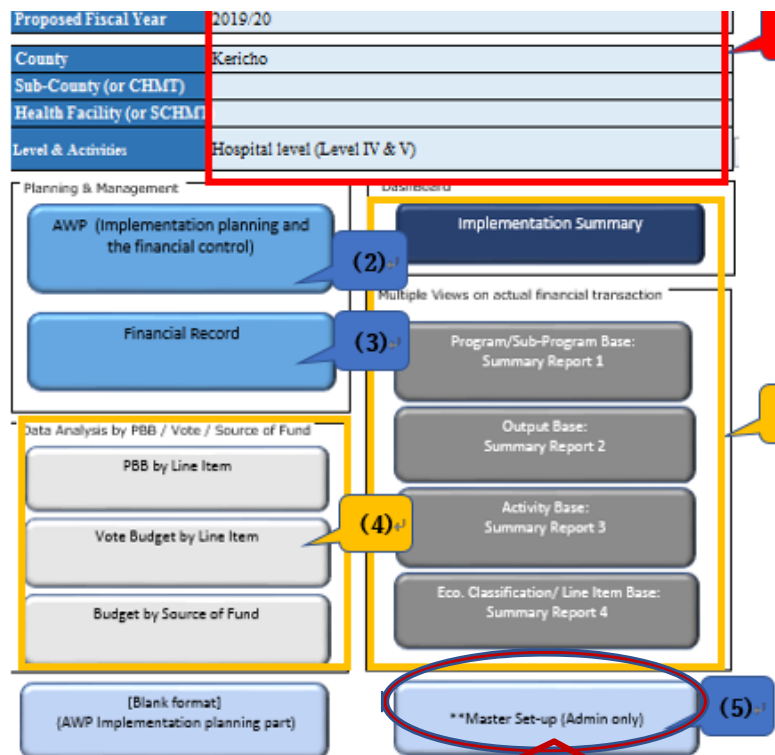 Proposed Fiscal Year 2019/20
County Kericho
Sub-County (or CHMT)
Health Facility (or SCHMT
Level & Activities Hospital level (Level IV & V)
Planning & Management
DashBoard
AWP (Implementation planning and
the financial control)
(2)
Implementation Summary
Financial Record
(3)
Multiple Views on actual financial transaction
Program/Sub-Program Base:
Summary Report 1
Output Base:
Summary Report 2
Activity Base:
Summary Report 3
Eco. Classification/ Line Item Base:
Summary Report 4
Data Analysis by PBB / Vote / Source of Fund
PBB by Line Item
Vote Budget by Line Item
(4)
Budget by Source of Fund
[Blank format]
(AWP Implementation planning part)
**Master Set-up (Admin only)
(5)